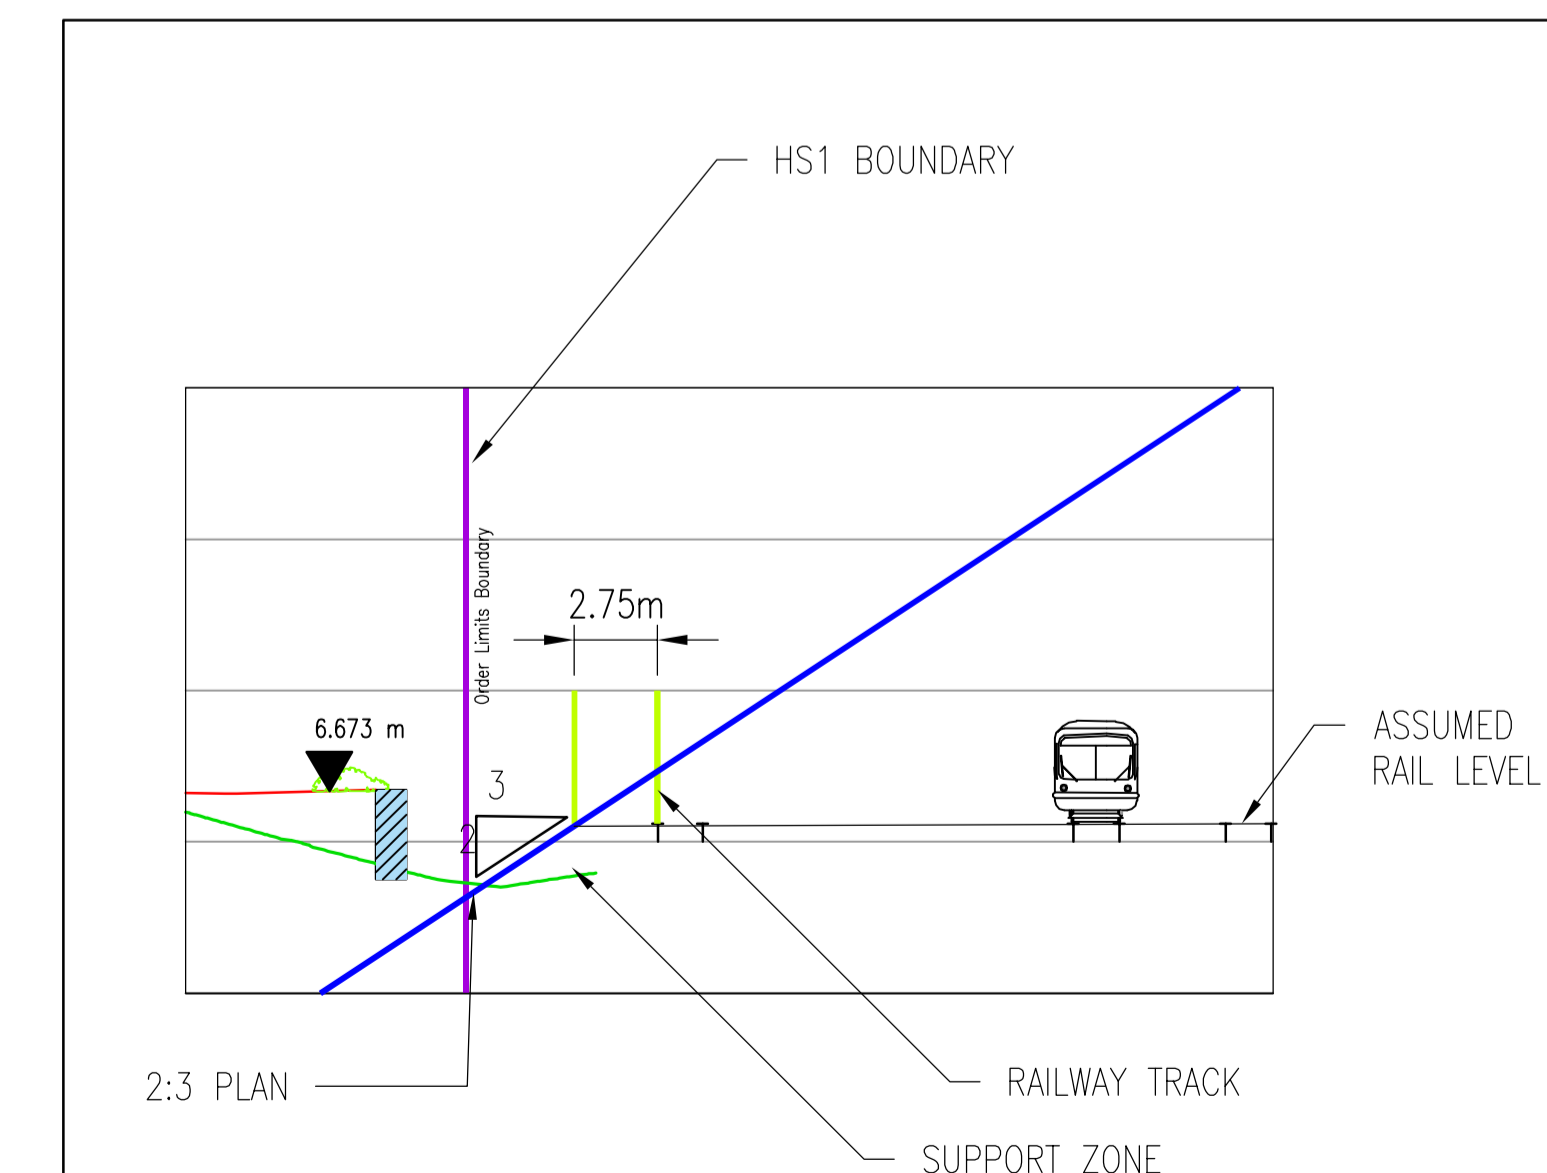 HS1 BOUNDARY
Order Limits Boundary
2.75m
6.673 m
3
2
ASSUMED
RAIL LEVEL
2:3 PLAN
RAILWAY TRACK
SUPPORT ZONE